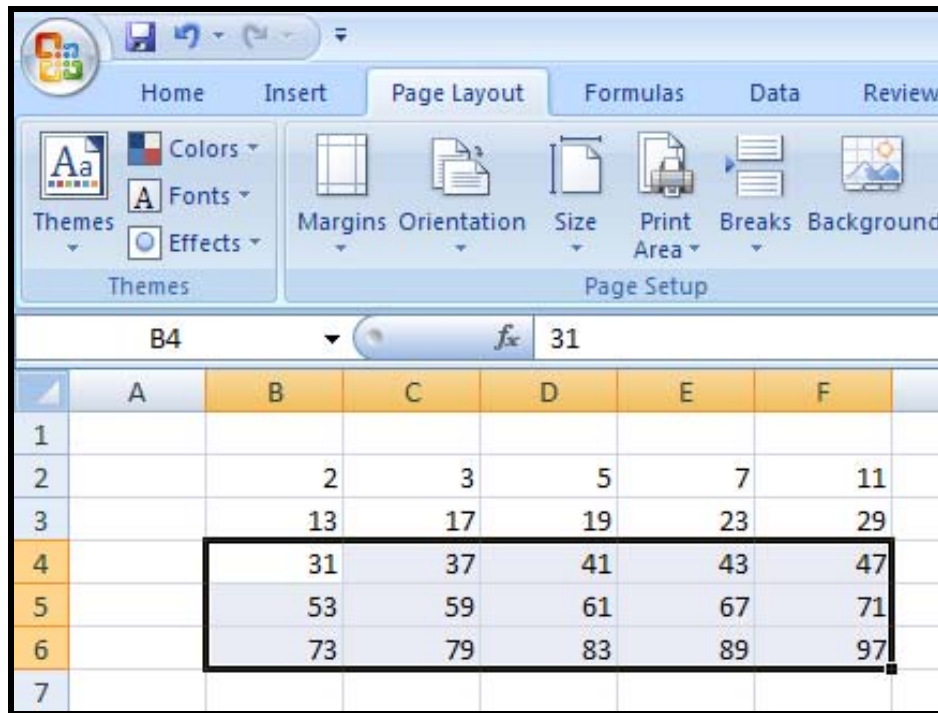 Home Insert Page Layout Formulas Data Review
Aa Themes Colors A Fonts Effects Margins Orientation Size Print Area Breaks Background
Themes Page Setup
B4 fx 31
A B C D E F
1
2 2 3 5 7 11
3 13 17 19 23 29
4 31 37 41 43 47
5 53 59 61 67 71
6 73 79 83 89 97
7